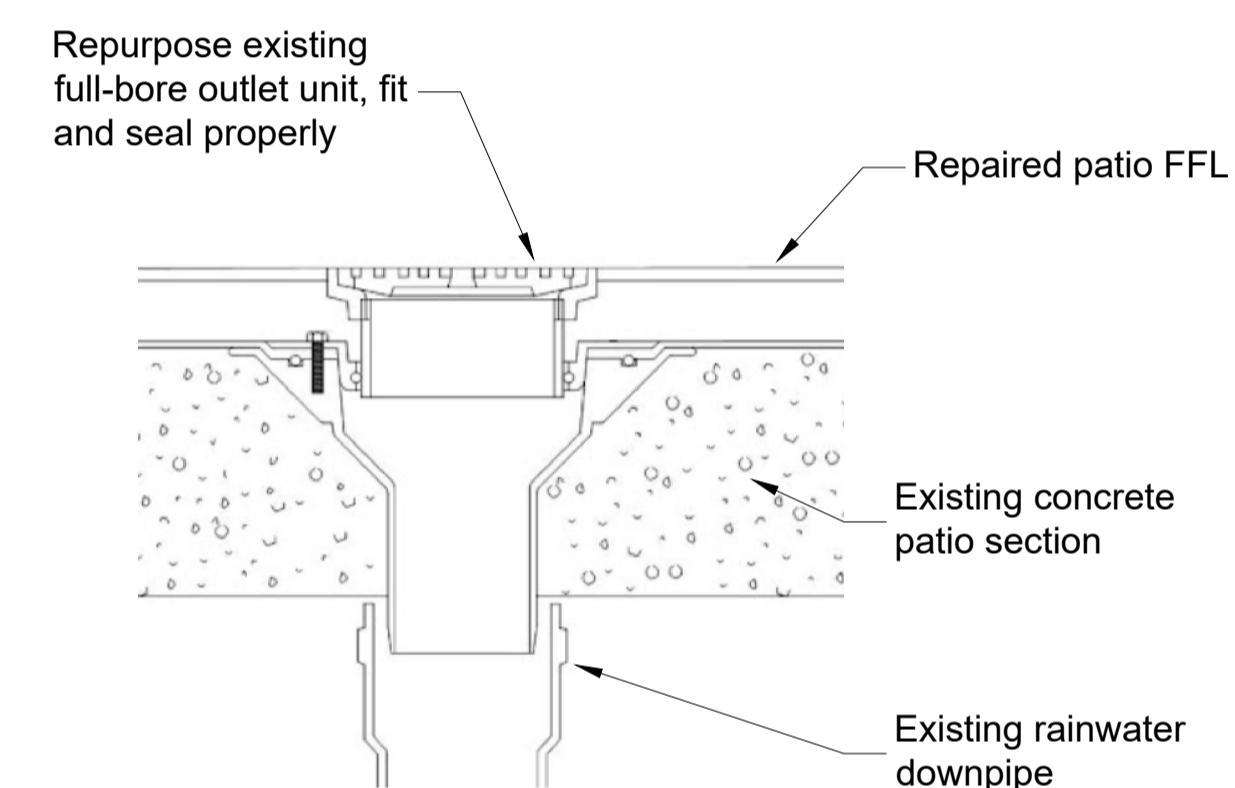 Repurpose existing
full-bore outlet unit, fit
and seal properly
Repaired patio FFL
Existing concrete
patio section
Existing rainwater
downpipe